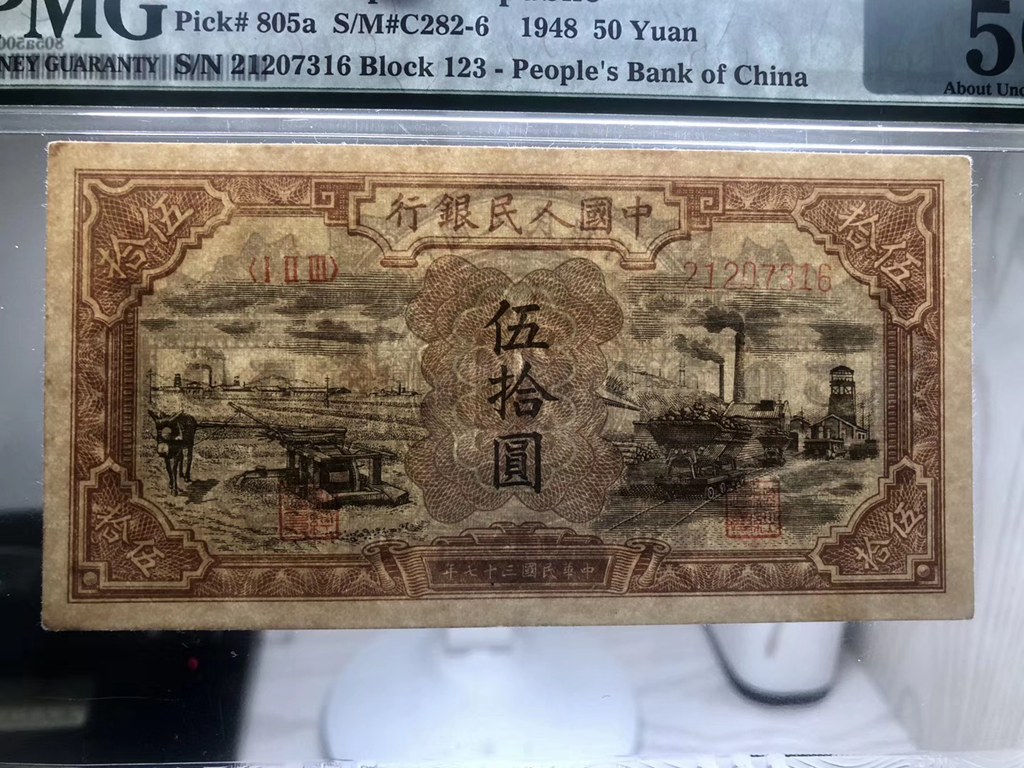 PMG
Pick# 805a S/M#C282-6 1948 50 Yuan
NEY GUARANTY S/N 21207316 Block 123 - People's Bank of China
About Unc
行銀民人國中
伍拾
拾伍
〈I II III〉
21207316
伍拾圓
拾伍
伍拾
年七十三國民華中